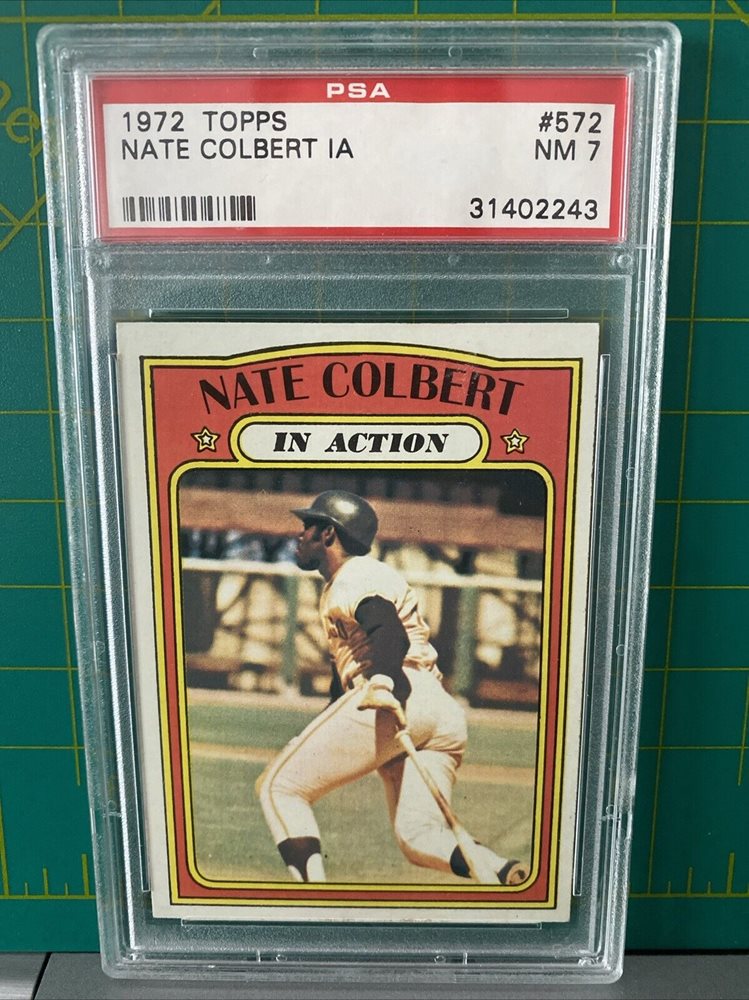 PSA
1972 TOPPS #572
NATE COLBERT IA NM 7
31402243
NATE COLBERT
IN ACTION